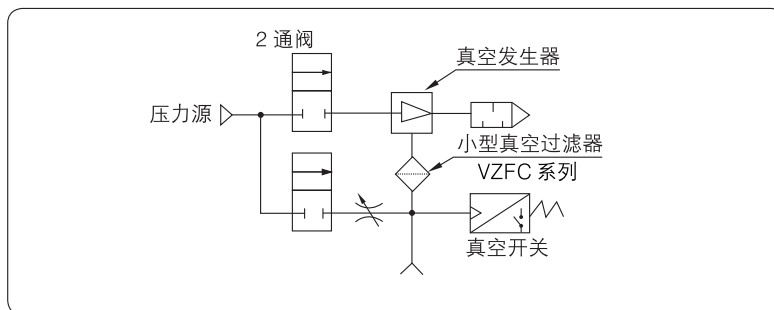 2 通阀
真空发生器
压力源
小型真空过滤器
VZFC 系列
真空开关